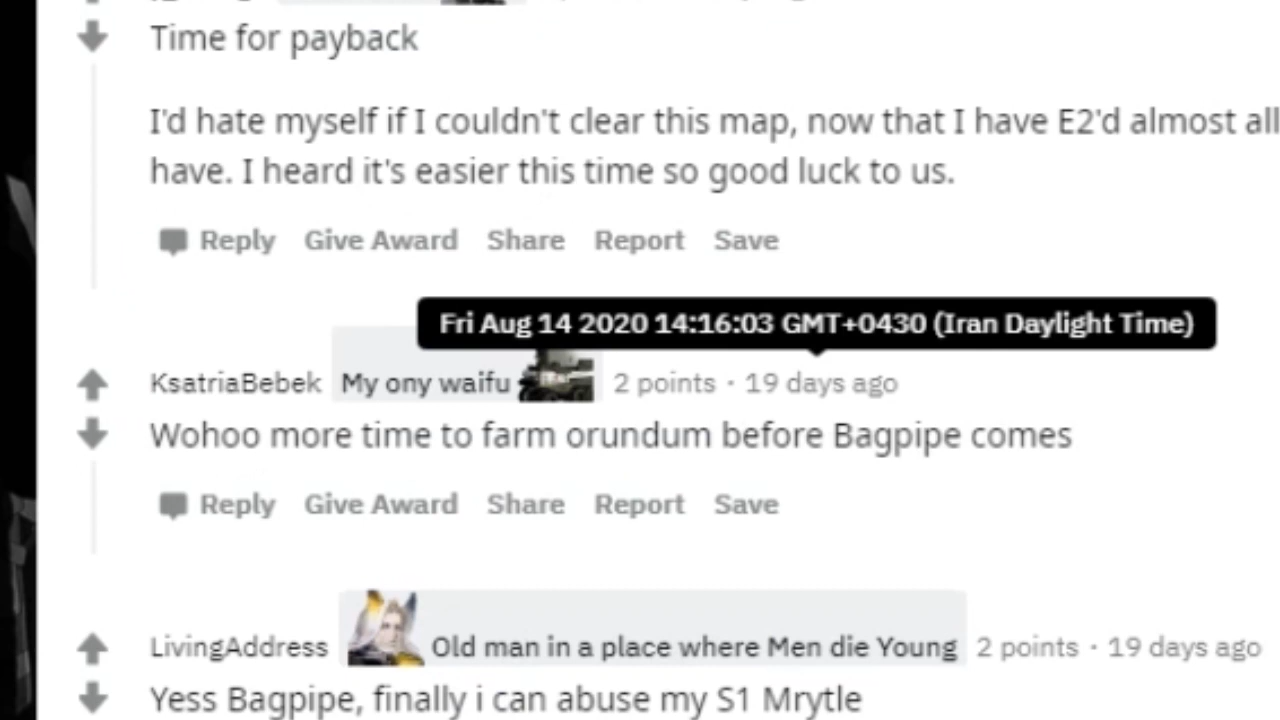 Time for payback
I'd hate myself if I couldn't clear this map, now that I have E2'd almost all
have. I heard it's easier this time so good luck to us.
Reply Give Award Share Report Save
Fri Aug 14 2020 14:16:03 GMT+0430 (Iran Daylight Time)
KsatriaBebek My ony waifu 2 points · 19 days ago
Wohoo more time to farm orundum before Bagpipe comes
Reply Give Award Share Report Save
LivingAddress Old man in a place where Men die Young 2 points · 19 days ago
Yess Bagpipe, finally i can abuse my S1 Mrytle